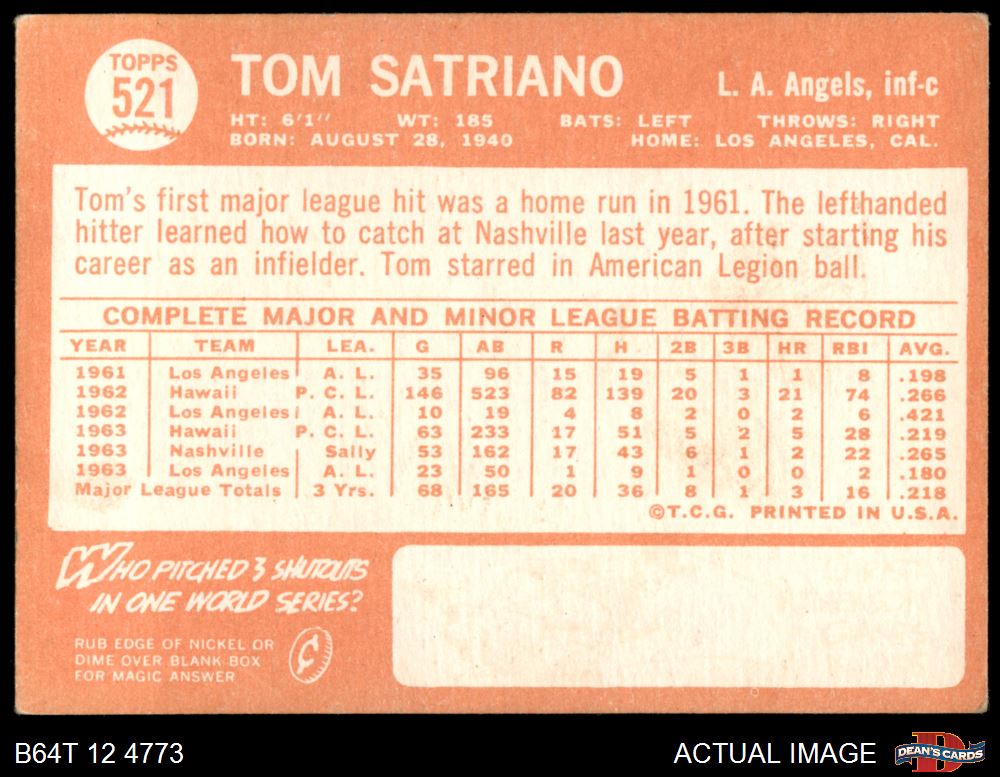 TOPPS
521
TOM SATRIANO
L. A. Angels, inf-c
HT: 6'1" WT: 185 BATS: LEFT THROWS: RIGHT
BORN: AUGUST 28, 1940 HOME: LOS ANGELES, CAL.
Tom's first major league hit was a home run in 1961. The lefthanded
hitter learned how to catch at Nashville last year, after starting his
career as an infielder. Tom starred in American Legion ball.
COMPLETE MAJOR AND MINOR LEAGUE BATTING RECORD
YEAR TEAM LEA. G AB R H 2B 3B HR RBI AVG.
1961 Los Angeles A. L. 35 96 15 19 5 1 1 8 .198
1962 Hawaii P. C. L. 146 523 82 139 20 3 21 74 .266
1962 Los Angeles A. L. 10 19 4 8 2 0 2 6 .421
1963 Hawaii P. C. L. 63 233 17 51 5 2 5 28 .219
1963 Nashville Sally 53 162 17 43 6 1 2 22 .265
1963 Los Angeles A. L. 23 50 1 9 1 0 0 2 .180
Major League Totals 3 Yrs. 68 165 20 36 8 1 3 16 .218
©T.C.G. PRINTED IN U.S.A.
WHO PITCHED 3 SHUTOUTS
IN ONE WORLD SERIES?
RUB EDGE OF NICKEL OR
DIME OVER BLANK BOX
FOR MAGIC ANSWER
¢
B64T 12 4773
ACTUAL IMAGE
D
DEAN'S CARDS